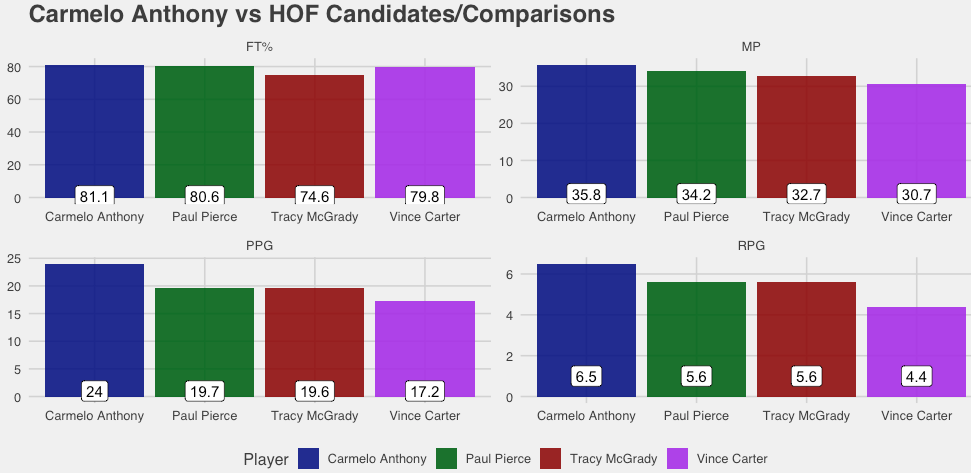 Carmelo Anthony vs HOF Candidates/Comparisons
FT%
80
60
40
20
0
81.1
80.6
74.6
79.8
Carmelo Anthony
Paul Pierce
Tracy McGrady
Vince Carter
MP
30
20
10
0
35.8
34.2
32.7
30.7
Carmelo Anthony
Paul Pierce
Tracy McGrady
Vince Carter
PPG
25
20
15
10
5
0
24
19.7
19.6
17.2
Carmelo Anthony
Paul Pierce
Tracy McGrady
Vince Carter
RPG
6
4
2
0
6.5
5.6
5.6
4.4
Carmelo Anthony
Paul Pierce
Tracy McGrady
Vince Carter
Player
Carmelo Anthony
Paul Pierce
Tracy McGrady
Vince Carter